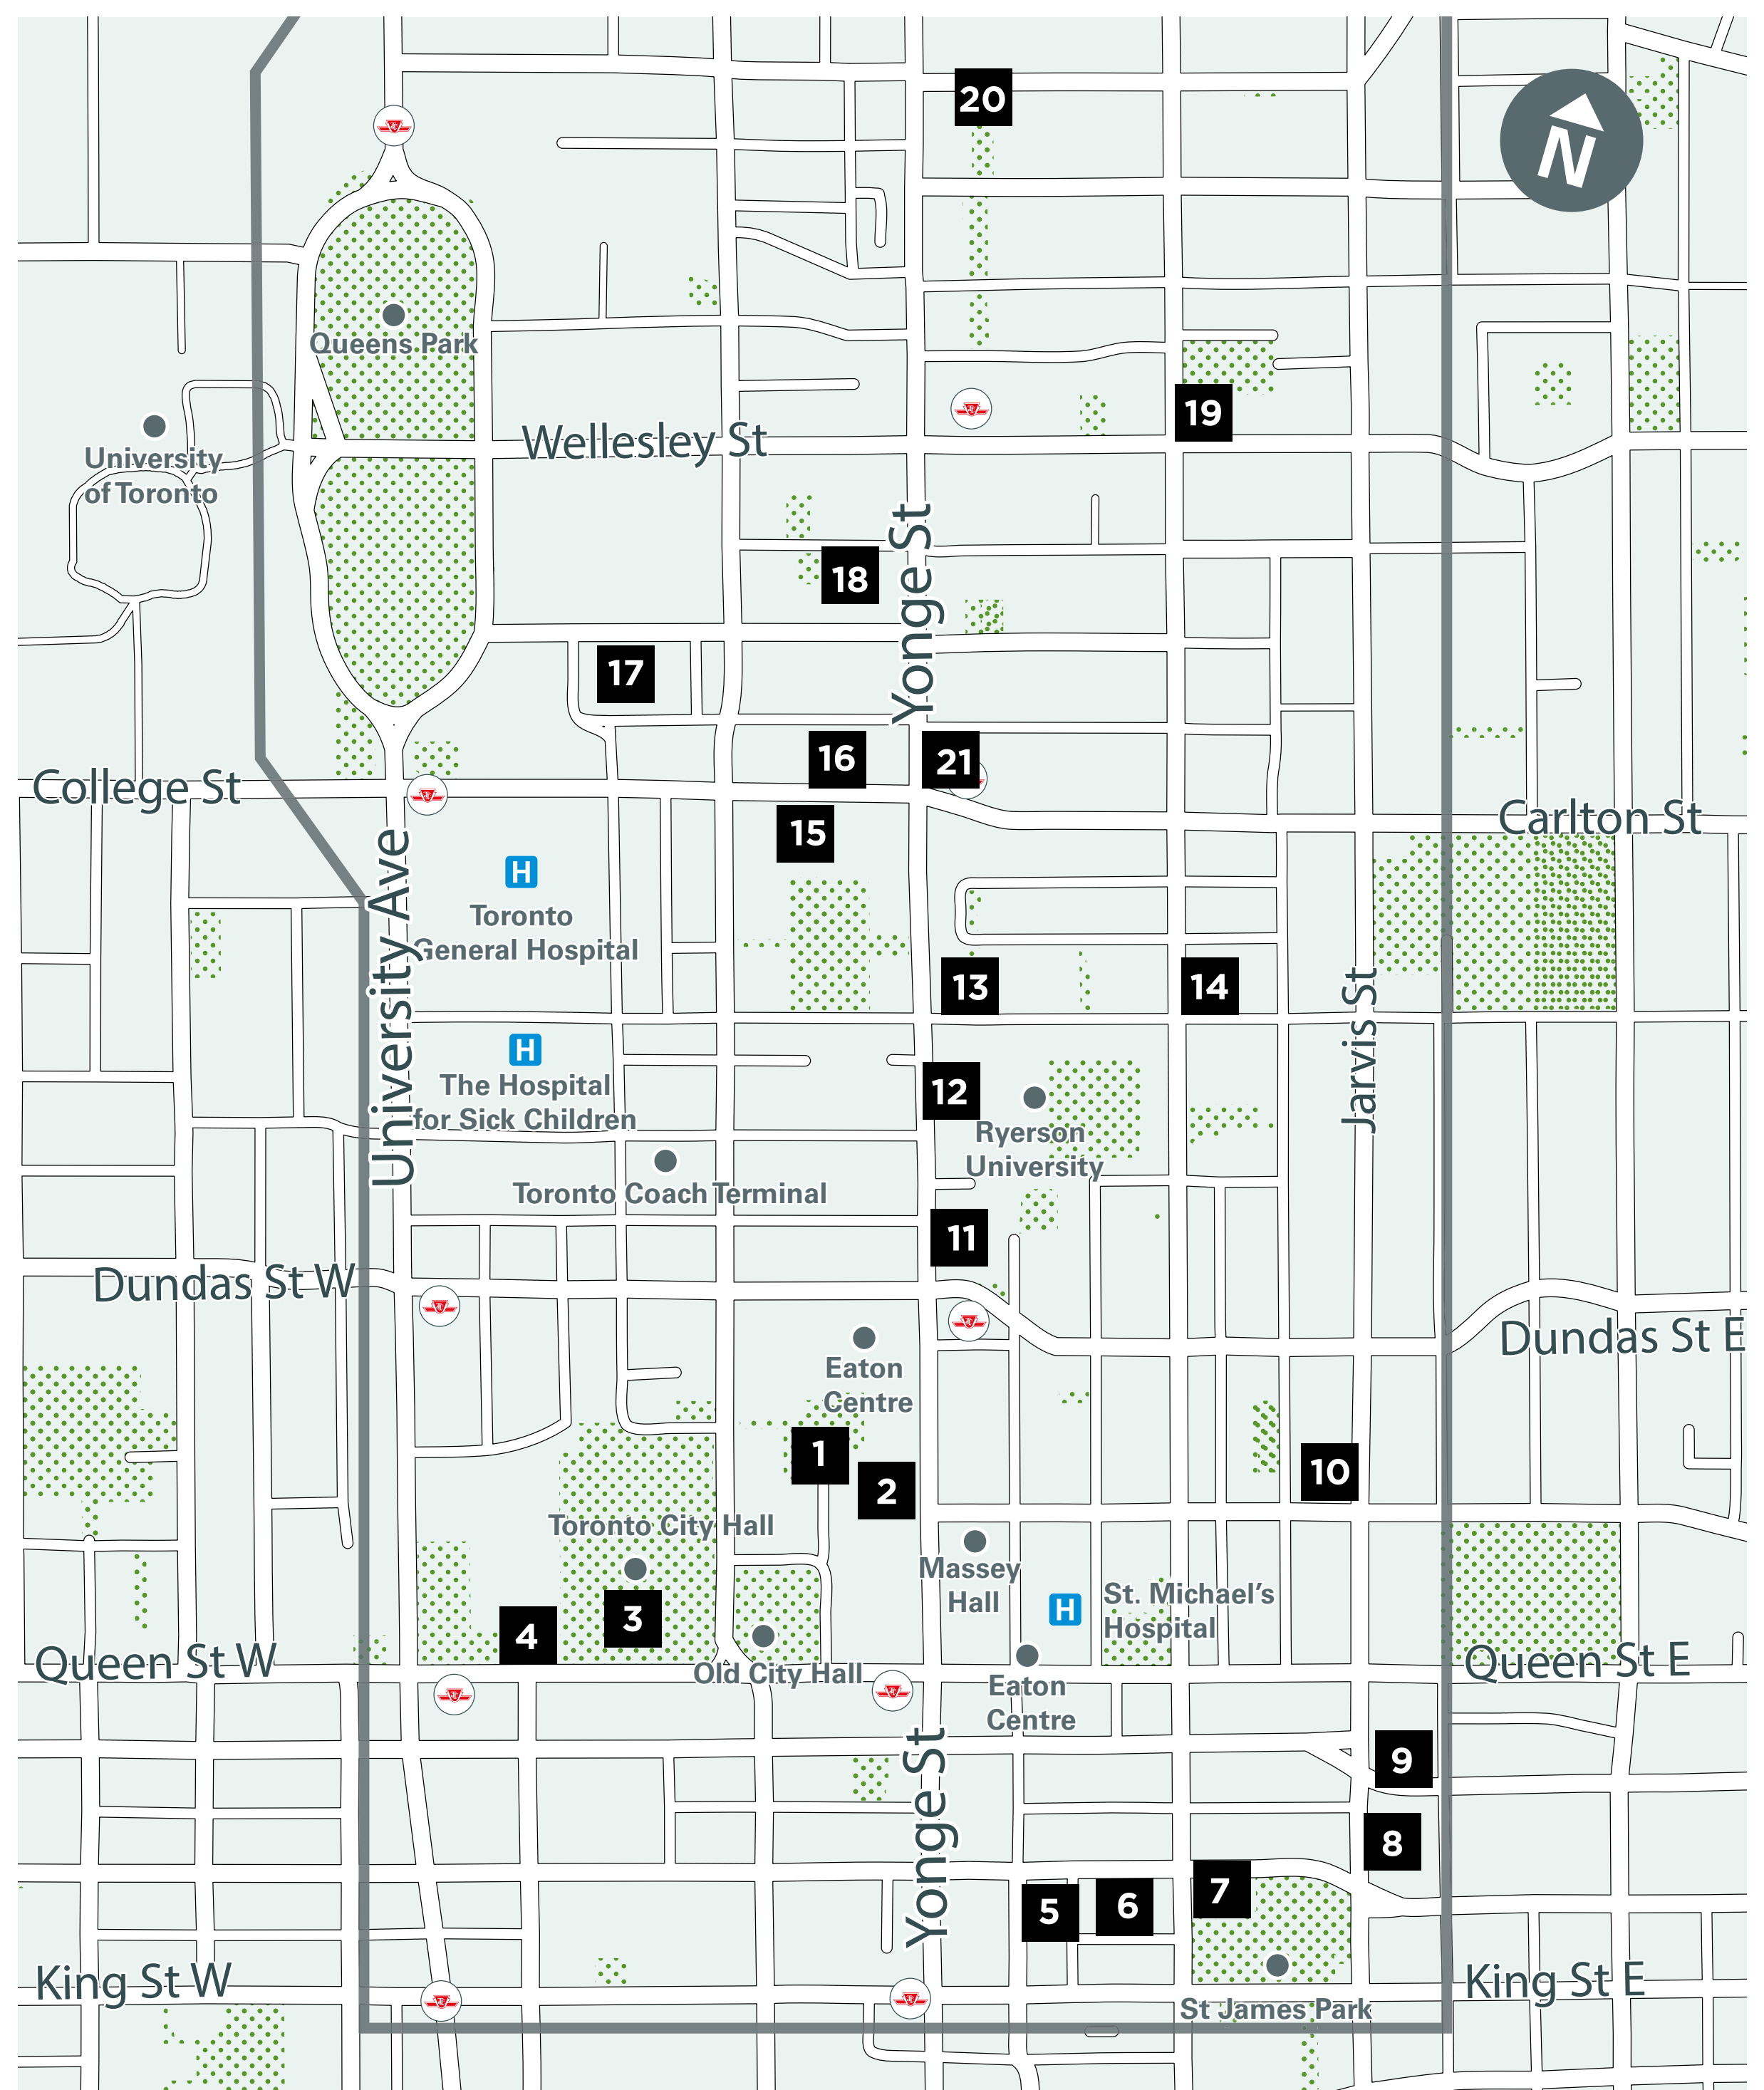 20
N
Queens Park
19
Wellesley St
University
of Toronto
Yonge St
18
17
16
21
College St
Carlton St
15
H
Toronto
General Hospital
University Ave
13
14
Jarvis St
H
The Hospital
for Sick Children
12
Ryerson
University
Toronto Coach Terminal
11
Dundas St W
Dundas St E
Eaton
Centre
1
10
2
Toronto City Hall
Massey
Hall
H
St. Michael's
Hospital
3
4
Old City Hall
Queen St W
Queen St E
Eaton
Centre
Yonge St
9
8
7
6
5
King St W
King St E
St James Park